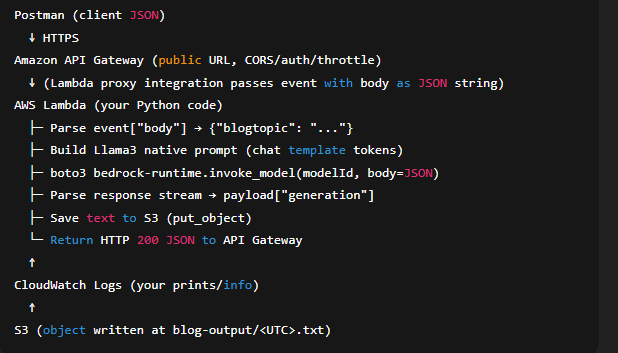 Postman (client JSON)
↓ HTTPS
Amazon API Gateway (public URL, CORS/auth/throttle)
↓ (Lambda proxy integration passes event with body as JSON string)
AWS Lambda (your Python code)
├─ Parse event["body"] → {"blogtopic": "..."}
├─ Build Llama3 native prompt (chat template tokens)
├─ boto3 bedrock-runtime.invoke_model(modelId, body=JSON)
├─ Parse response stream → payload["generation"]
├─ Save text to S3 (put_object)
└─ Return HTTP 200 JSON to API Gateway
↑
CloudWatch Logs (your prints/info)
↑
S3 (object written at blog-output/<UTC>.txt)